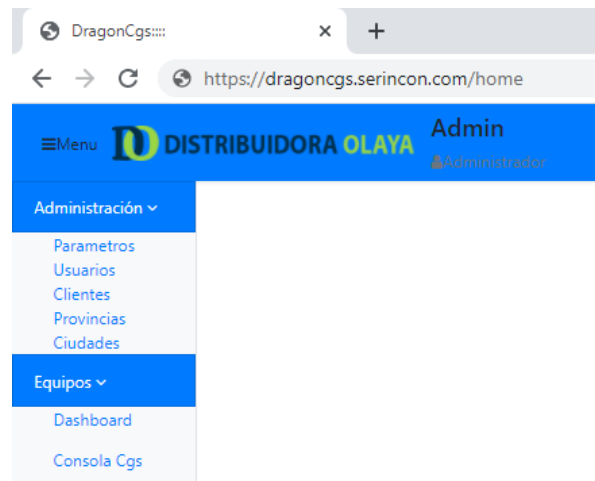 DragonCgs::::
https://dragoncgs.serincon.com/home
Menu DISTRIBUIDORA OLAYA Admin
Administrador
Administración
Parametros
Usuarios
Clientes
Provincias
Ciudades
Equipos
Dashboard
Consola Cgs